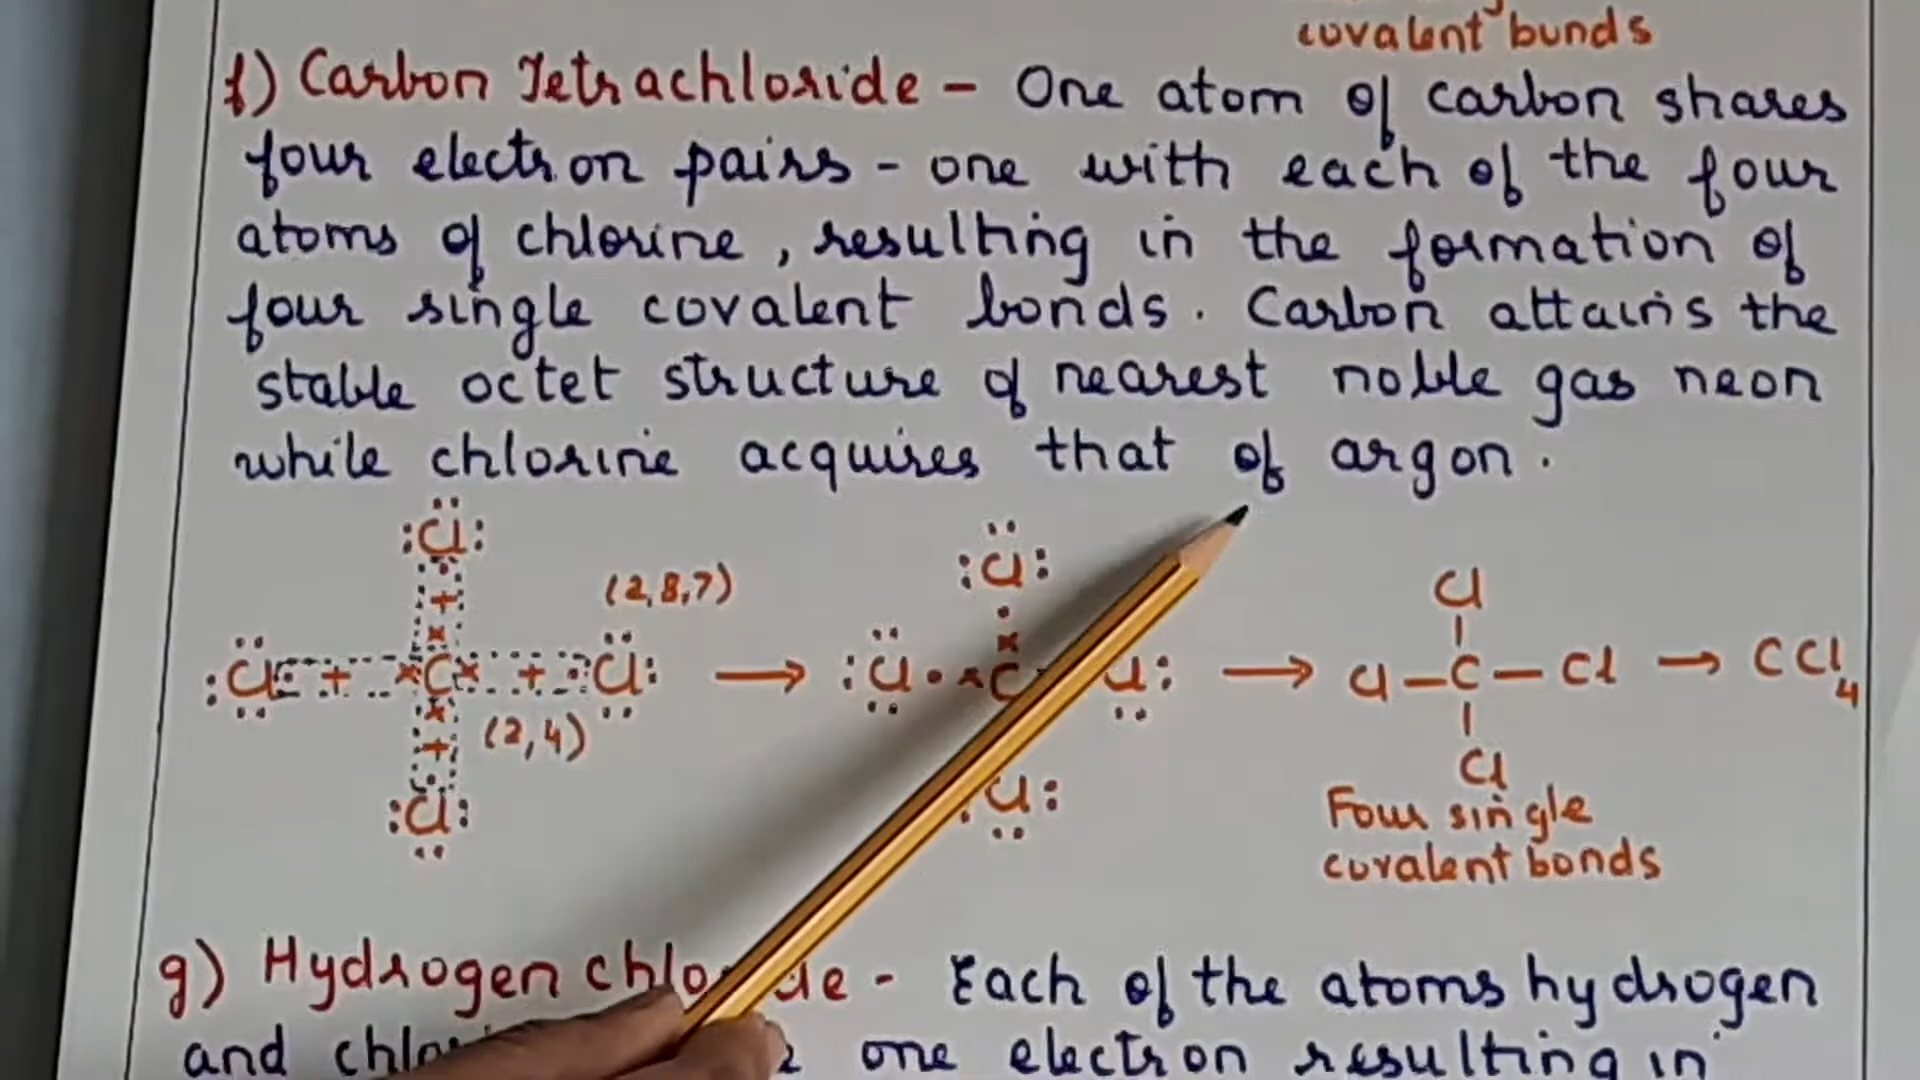 covalent bonds
f) Carbon Tetrachloride - One atom of carbon shares
four electron pairs - one with each of the four
atoms of chlorine, resulting in the formation of
four single covalent bonds. Carbon attains the
stable octet structure of nearest noble gas neon
while chlorine acquires that of argon.
Cl
(2,8,7)
Cl + C + Cl
+
+
(2,4)
Cl
→
Cl
Cl C Cl
Cl
→
Cl
Cl — C — Cl → CCl4
Cl
Four single
covalent bonds
g) Hydrogen - Each of the atoms hydrogen
and one electron resulting in